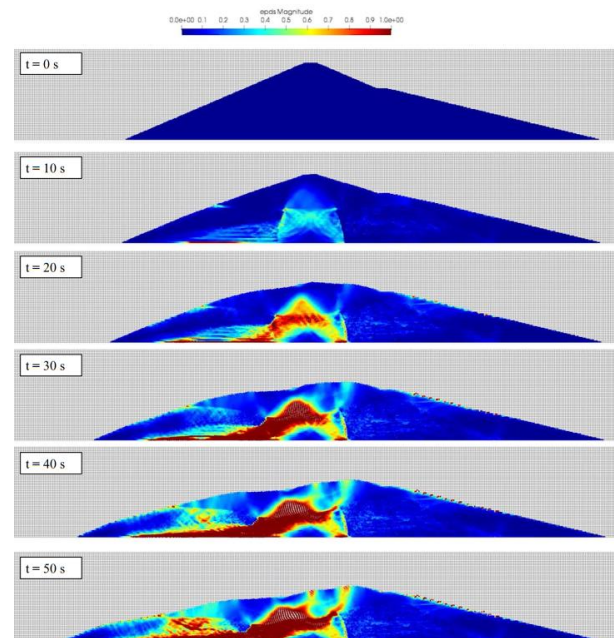 epds Magnitude
0.0e+00 0.1 0.2 0.3 0.4 0.5 0.6 0.7 0.8 0.9 1.0e+00
t = 0 s
t = 10 s
t = 20 s
t = 30 s
t = 40 s
t = 50 s